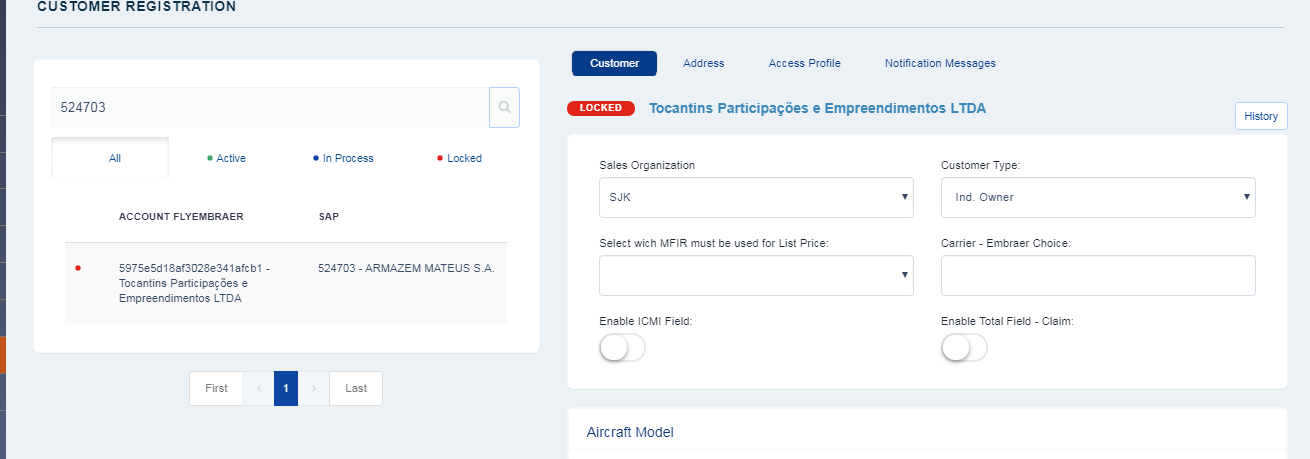 CUSTOMER REGISTRATION
524703
All
Active
In Process
Locked
ACCOUNT FLYEMBRAER
SAP
5975e5d18af3028e341afcb1 -
Tocantins Participações e
Empreendimentos LTDA
524703 - ARMAZEM MATEUS S.A.
First
‹
1
›
Last
Customer
Address
Access Profile
Notification Messages
LOCKED
Tocantins Participações e Empreendimentos LTDA
History
Sales Organization
SJK
Customer Type:
Ind. Owner
Select wich MFIR must be used for List Price:
Carrier - Embraer Choice:
Enable ICMI Field:
Enable Total Field - Claim:
Aircraft Model